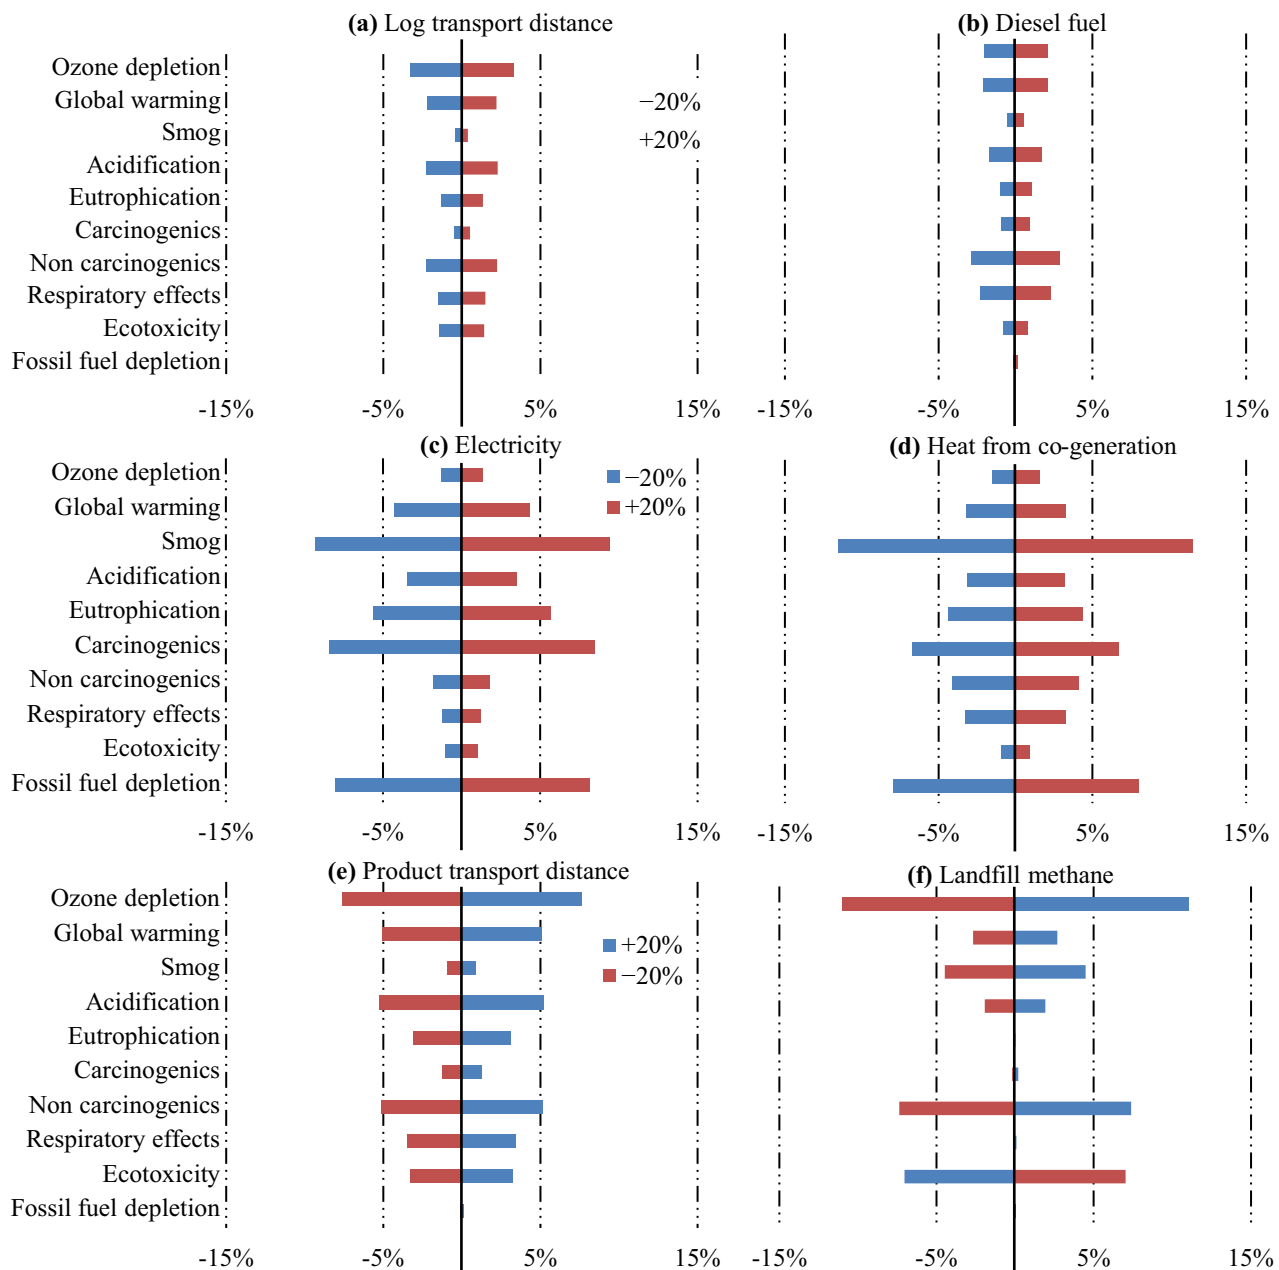 (a) Log transport distance
(b) Diesel fuel
Ozone depletion
Global warming
−20%
Smog
+20%
Acidification
Eutrophication
Carcinogenics
Non carcinogenics
Respiratory effects
Ecotoxicity
Fossil fuel depletion
-15% -5% 5% 15% -15% -5% 5% 15%
(c) Electricity
(d) Heat from co-generation
Ozone depletion
−20%
Global warming
+20%
Smog
Acidification
Eutrophication
Carcinogenics
Non carcinogenics
Respiratory effects
Ecotoxicity
Fossil fuel depletion
-15% -5% 5% 15% -15% -5% 5% 15%
(e) Product transport distance
(f) Landfill methane
Ozone depletion
Global warming
+20%
Smog
−20%
Acidification
Eutrophication
Carcinogenics
Non carcinogenics
Respiratory effects
Ecotoxicity
Fossil fuel depletion
-15% -5% 5% 15% -15% -5% 5% 15%